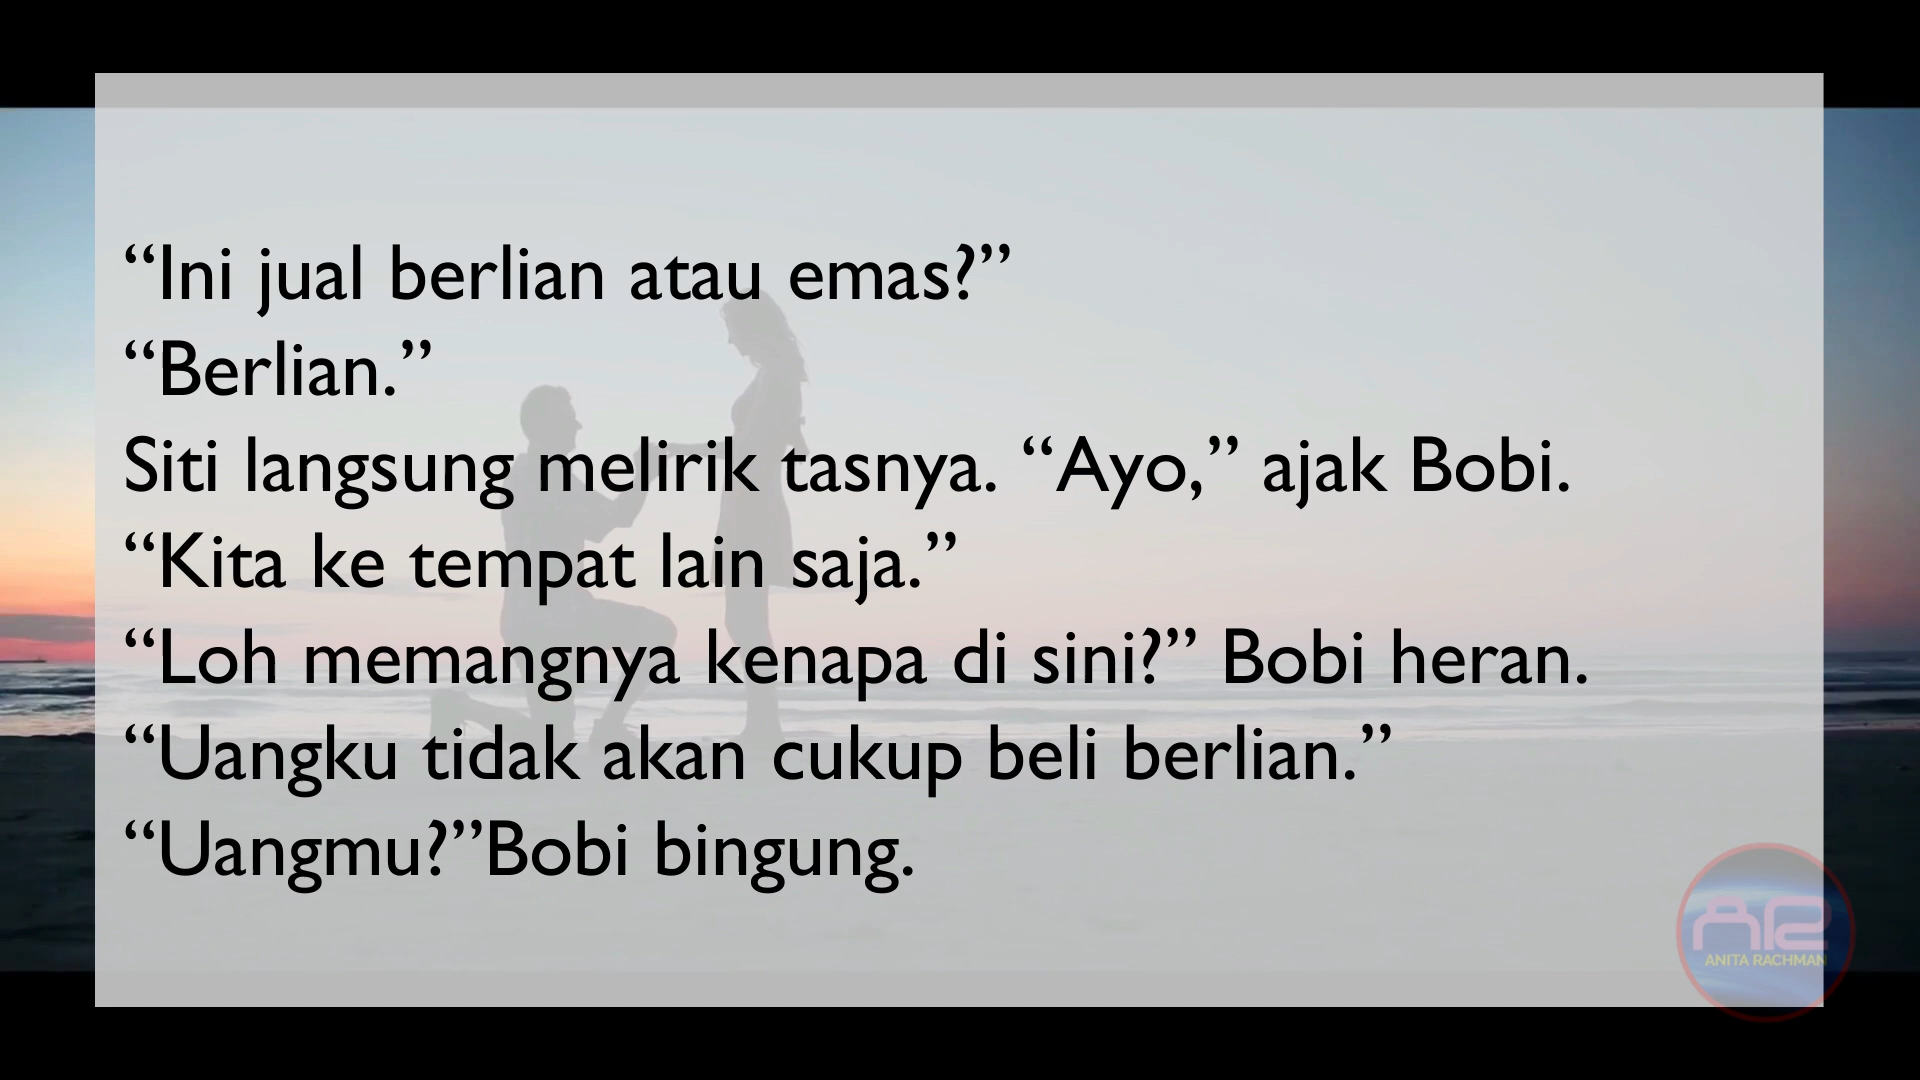 “Ini jual berlian atau emas?”
“Berlian.”
Siti langsung melirik tasnya. “Ayo,” ajak Bobi.
“Kita ke tempat lain saja.”
“Loh memangnya kenapa di sini?” Bobi heran.
“Uangku tidak akan cukup beli berlian.”
“Uangmu?”Bobi bingung.
AR
ANITA RACHMAN